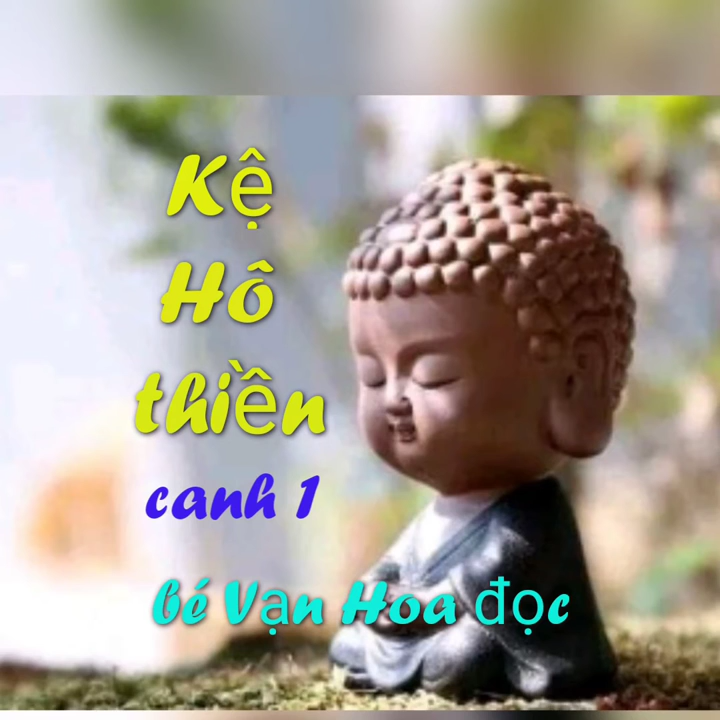 Kệ
Hô
thiền
canh 1
bé Vạn Hoa đọc